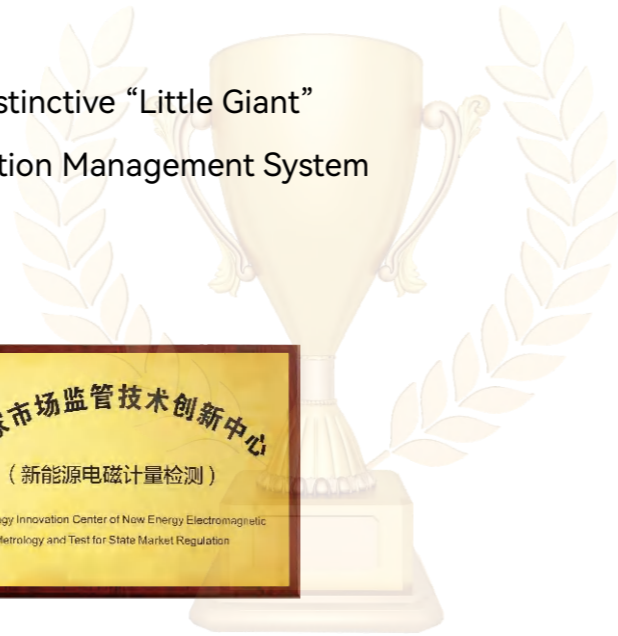 stinctive “Little Giant”
tion Management System
家市场监管技术创新中心
（新能源电磁计量检测）
gy Innovation Center of New Energy Electromagnetic
Metrology and Test for State Market Regulation